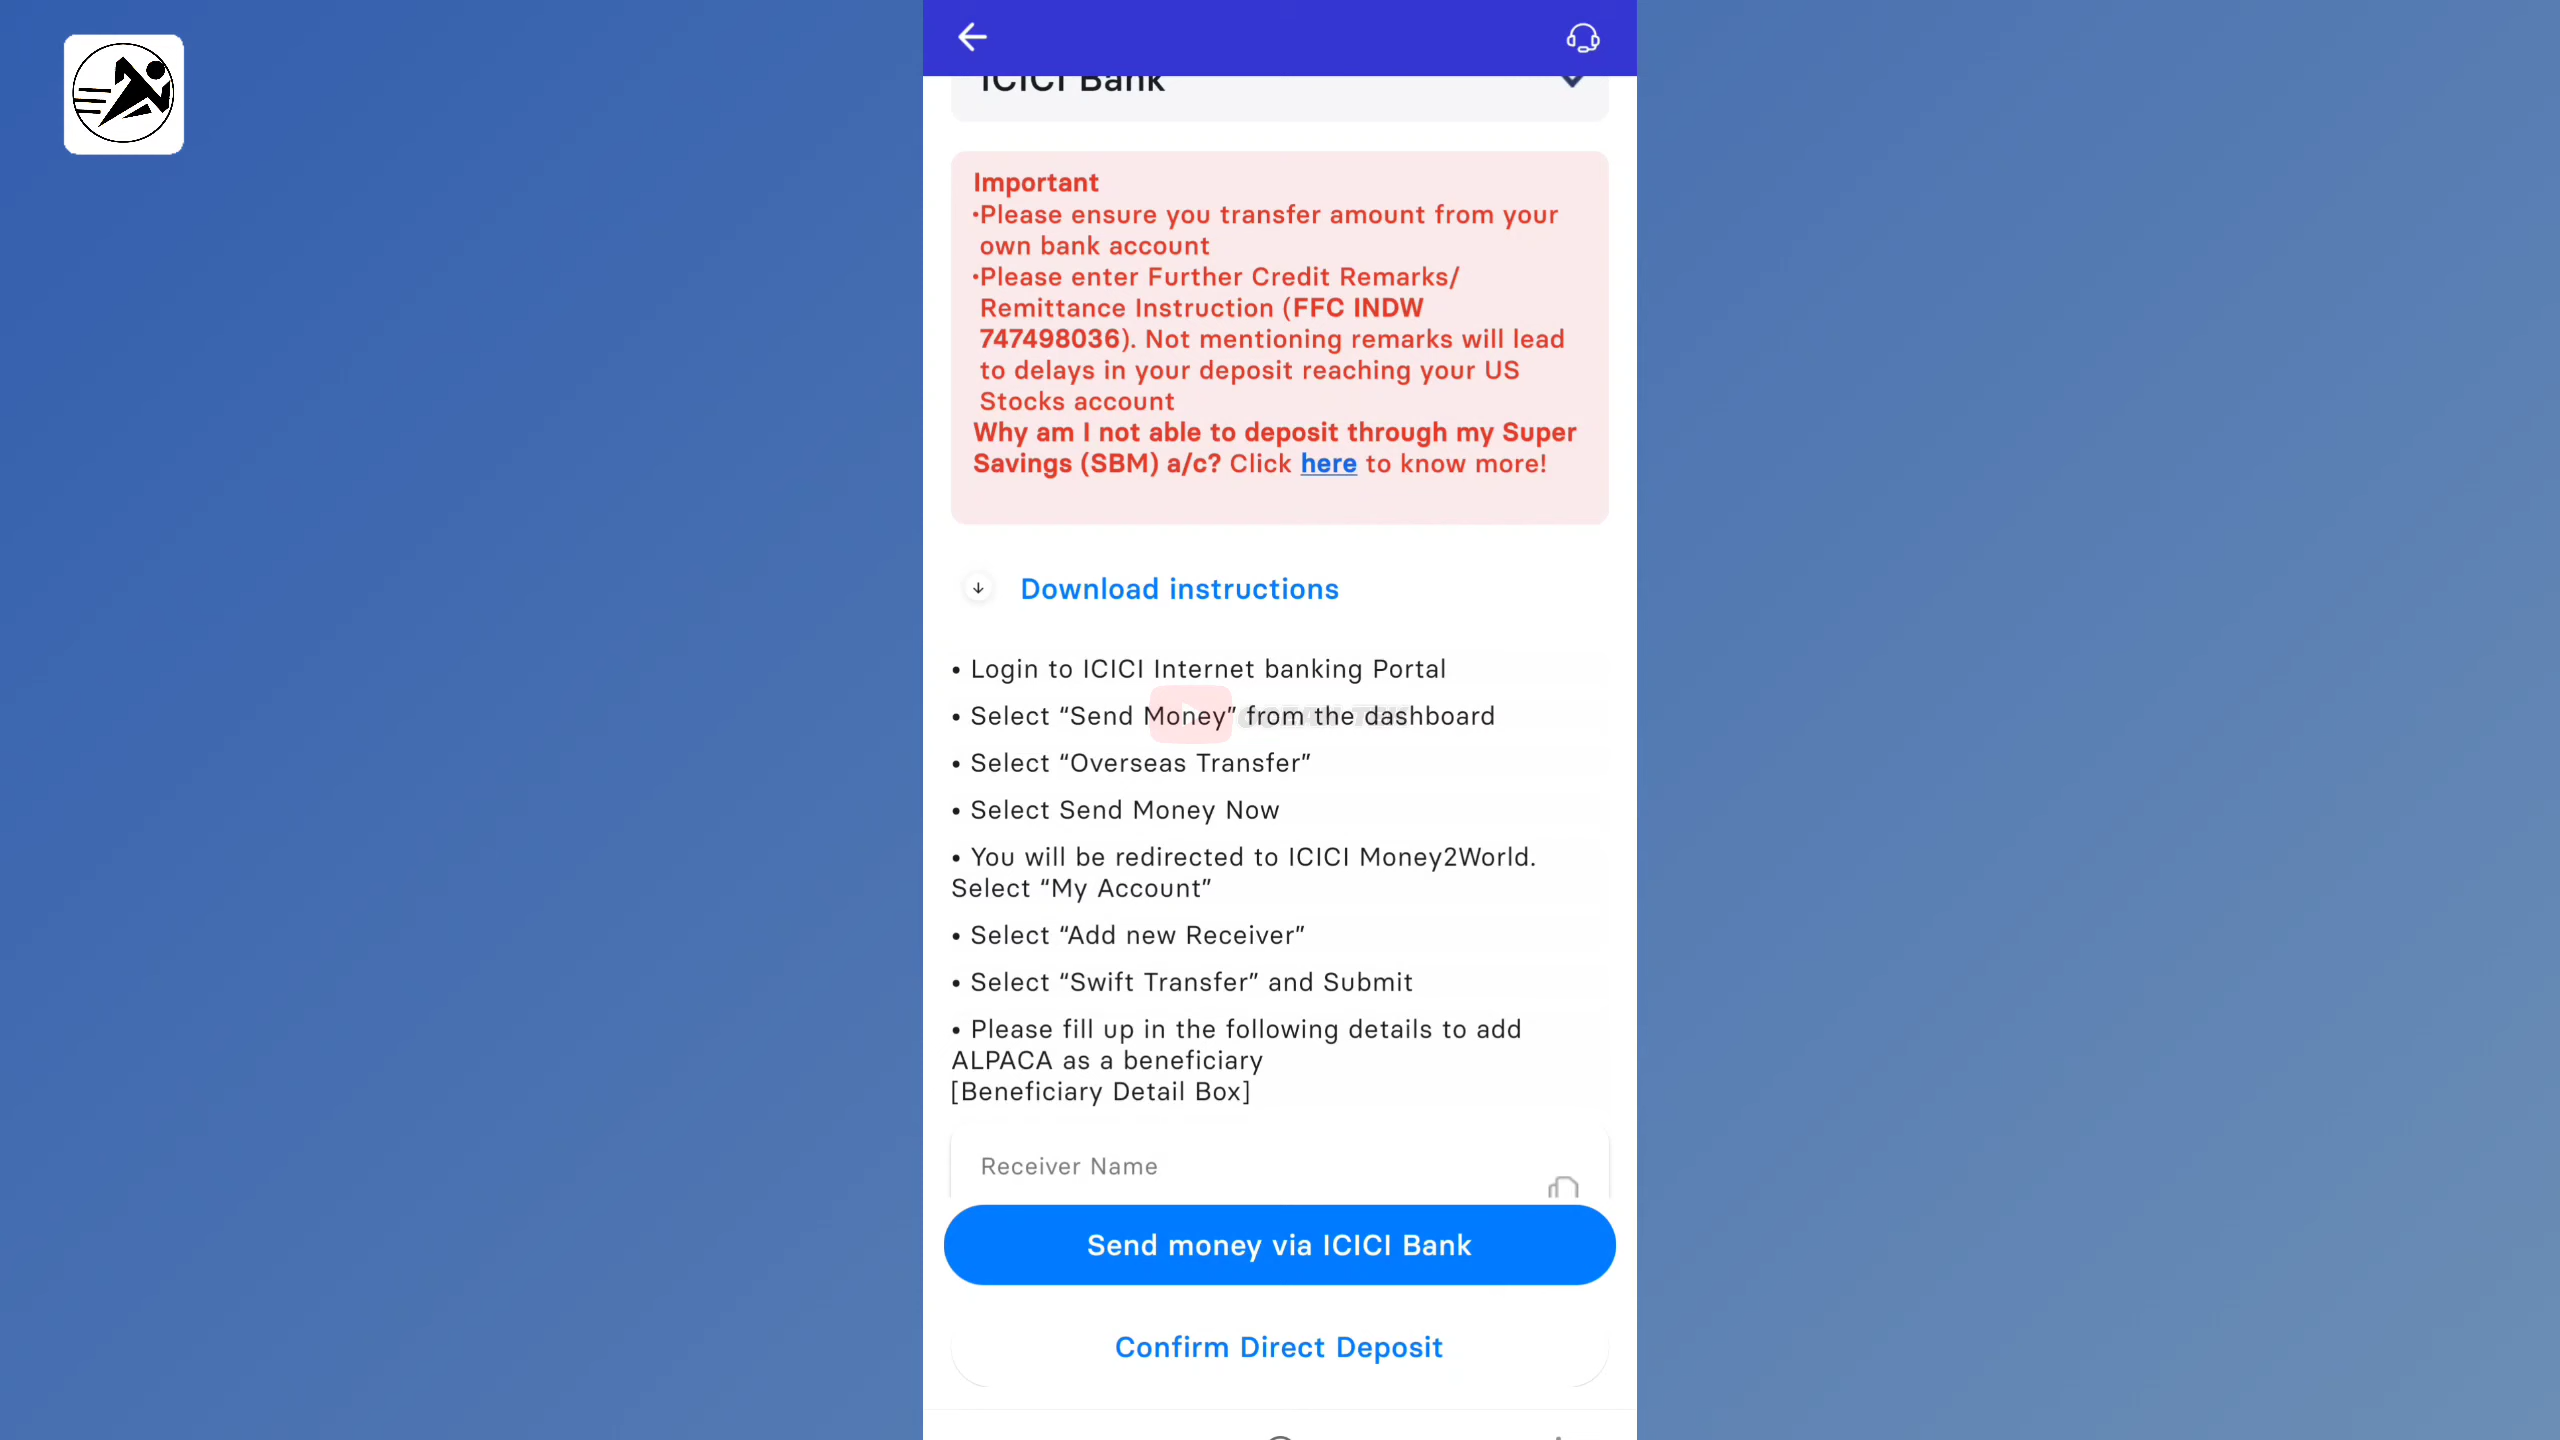 ICICI Bank
Important
•Please ensure you transfer amount from your
own bank account
•Please enter Further Credit Remarks/
Remittance Instruction (FFC INDW
747498036). Not mentioning remarks will lead
to delays in your deposit reaching your US
Stocks account
Why am I not able to deposit through my Super
Savings (SBM) a/c? Click here to know more!
Download instructions
• Login to ICICI Internet banking Portal
• Select “Send Money” from the dashboard
• Select “Overseas Transfer”
• Select Send Money Now
• You will be redirected to ICICI Money2World.
Select “My Account”
• Select “Add new Receiver”
• Select “Swift Transfer” and Submit
• Please fill up in the following details to add
ALPACA as a beneficiary
[Beneficiary Detail Box]
Receiver Name
Send money via ICICI Bank
Confirm Direct Deposit